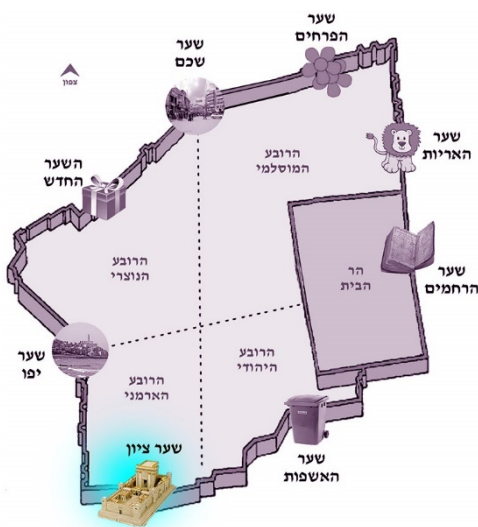 שער
הפרחים
שער
שכם
צפון
שער
האריות
הרובע
המוסלמי
השער
החדש
הרובע
הנוצרי
הר
הבית
שער
הרחמים
שער
יפו
הרובע
היהודי
הרובע
הארמני
שער ציון
שער
האשפות